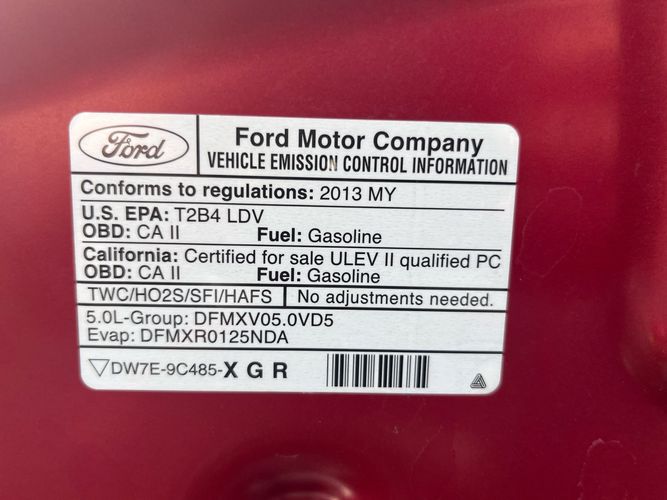 Ford
Ford Motor Company
VEHICLE EMISSION CONTROL INFORMATION
Conforms to regulations: 2013 MY
U.S. EPA: T2B4 LDV
OBD: CA II Fuel: Gasoline
California: Certified for sale ULEV II qualified PC
OBD: CA II Fuel: Gasoline
TWC/HO2S/SFI/HAFS No adjustments needed.
5.0L-Group: DFMXV05.0VD5
Evap: DFMXR0125NDA
DW7E-9C485-X G R